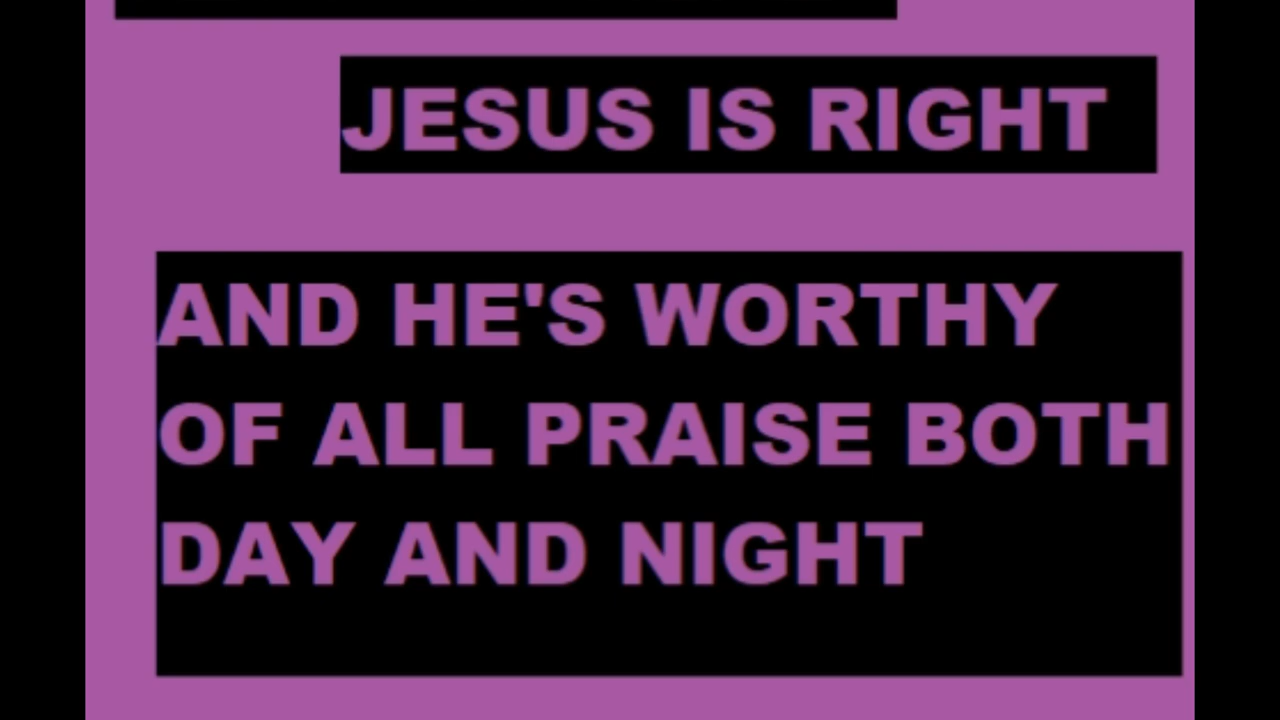 JESUS IS RIGHT
AND HE'S WORTHY
OF ALL PRAISE BOTH
DAY AND NIGHT